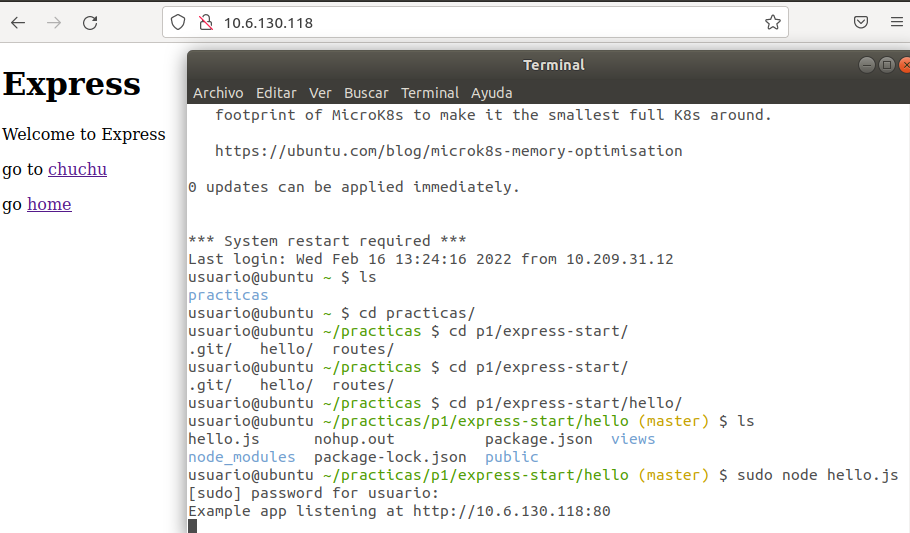 10.6.130.118
Express
Welcome to Express
go to chuchu
go home
Terminal
Archivo Editar Ver Buscar Terminal Ayuda
footprint of MicroK8s to make it the smallest full K8s around.
https://ubuntu.com/blog/microk8s-memory-optimisation
0 updates can be applied immediately.
*** System restart required ***
Last login: Wed Feb 16 13:24:16 2022 from 10.209.31.12
usuario@ubuntu ~ $ ls
practicas
usuario@ubuntu ~ $ cd practicas/
usuario@ubuntu ~/practicas $ cd p1/express-start/
.git/ hello/ routes/
usuario@ubuntu ~/practicas $ cd p1/express-start/
.git/ hello/ routes/
usuario@ubuntu ~/practicas $ cd p1/express-start/hello/
usuario@ubuntu ~/practicas/p1/express-start/hello (master) $ ls
hello.js nohup.out package.json views
node_modules package-lock.json public
usuario@ubuntu ~/practicas/p1/express-start/hello (master) $ sudo node hello.js
[sudo] password for usuario:
Example app listening at http://10.6.130.118:80